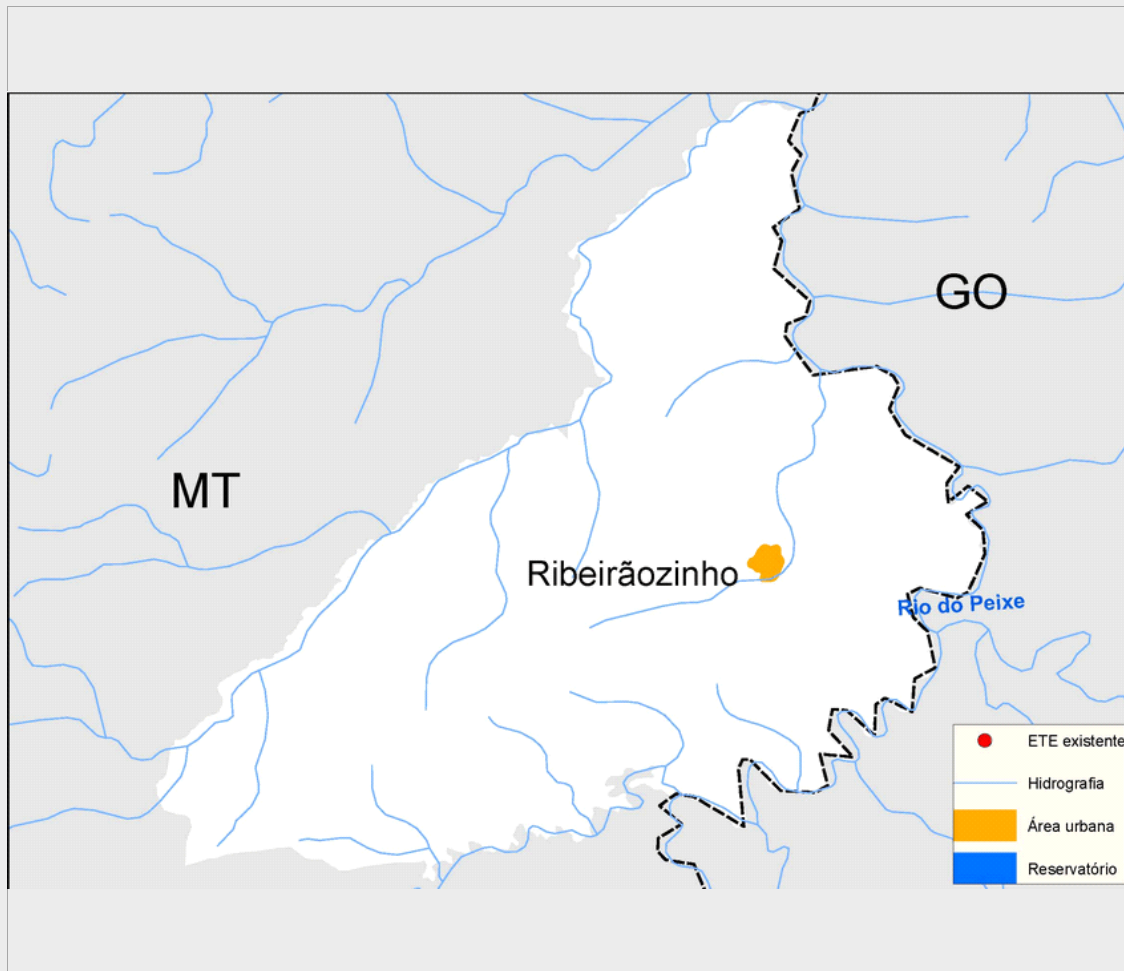 GO
MT
Ribeirãozinho
Rio do Peixe
ETE existente
Hidrografia
Área urbana
Reservatório